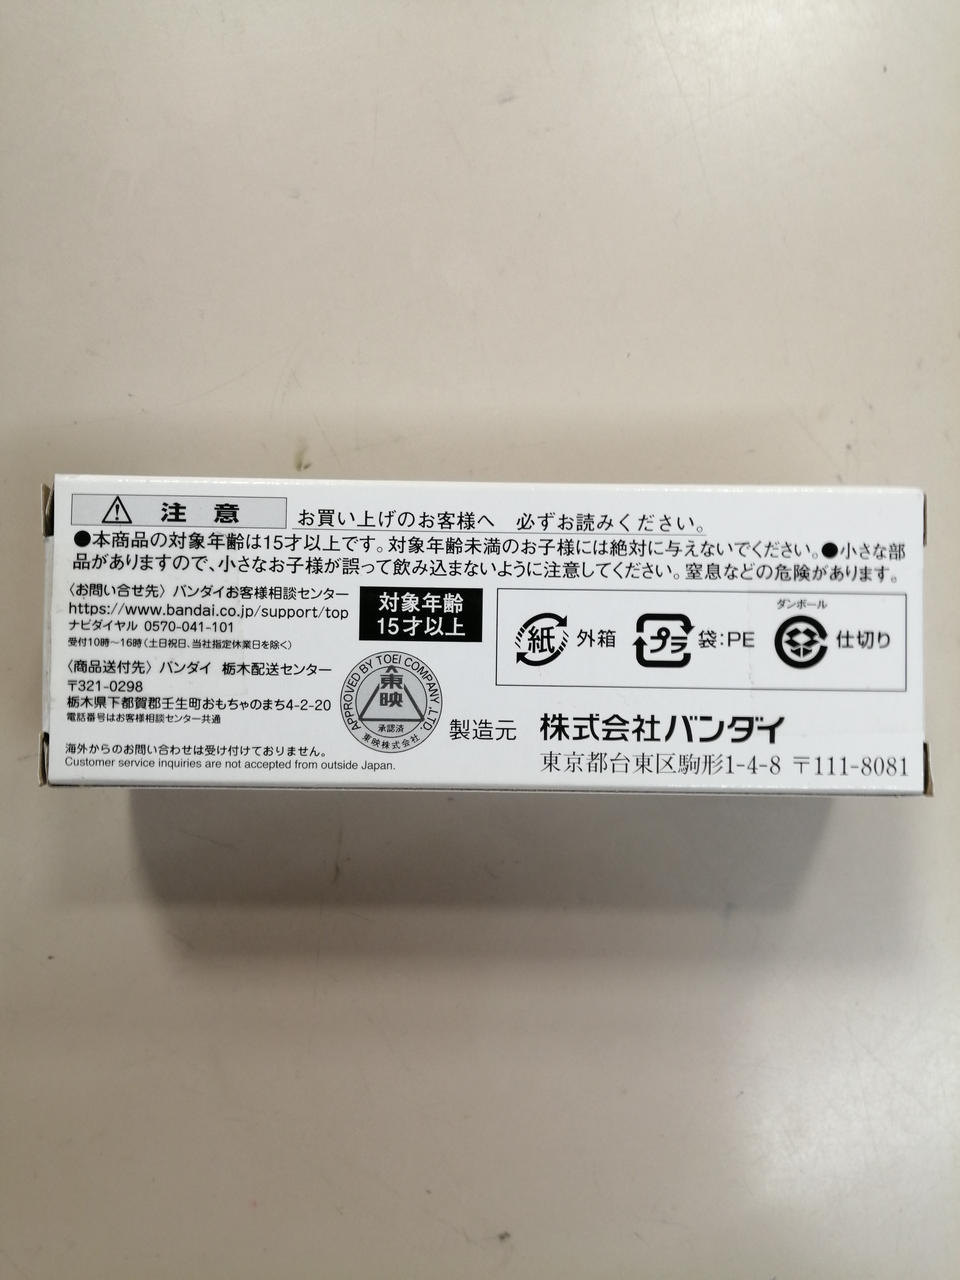 注意 お買い上げのお客様へ 必ずお読みください。
●本商品の対象年齢は15才以上です。対象年齢未満のお子様には絶対に与えないでください。●小さな部
品がありますので、小さなお子様が誤って飲み込まないように注意してください。窒息などの危険があります。
〈お問い合せ先〉バンダイお客様相談センター
https://www.bandai.co.jp/support/top
ナビダイヤル 0570-041-101
受付10時～16時(土日祝日、当社指定休業日を除く)
〈商品送付先〉バンダイ 栃木配送センター
〒321-0298
栃木県下都賀郡壬生町おもちゃのまち4-2-20
電話番号はお客様相談センター共通
海外からのお問い合わせは受け付けておりません。
Customer service inquiries are not accepted from outside Japan.
対象年齢
15才以上
APPROVED BY TOEI COMPANY, LTD.
東映
承認済
東映株式会社
紙 外箱
プラ 袋:PE
ダンボール
仕切り
製造元 株式会社バンダイ
東京都台東区駒形1-4-8 〒111-8081